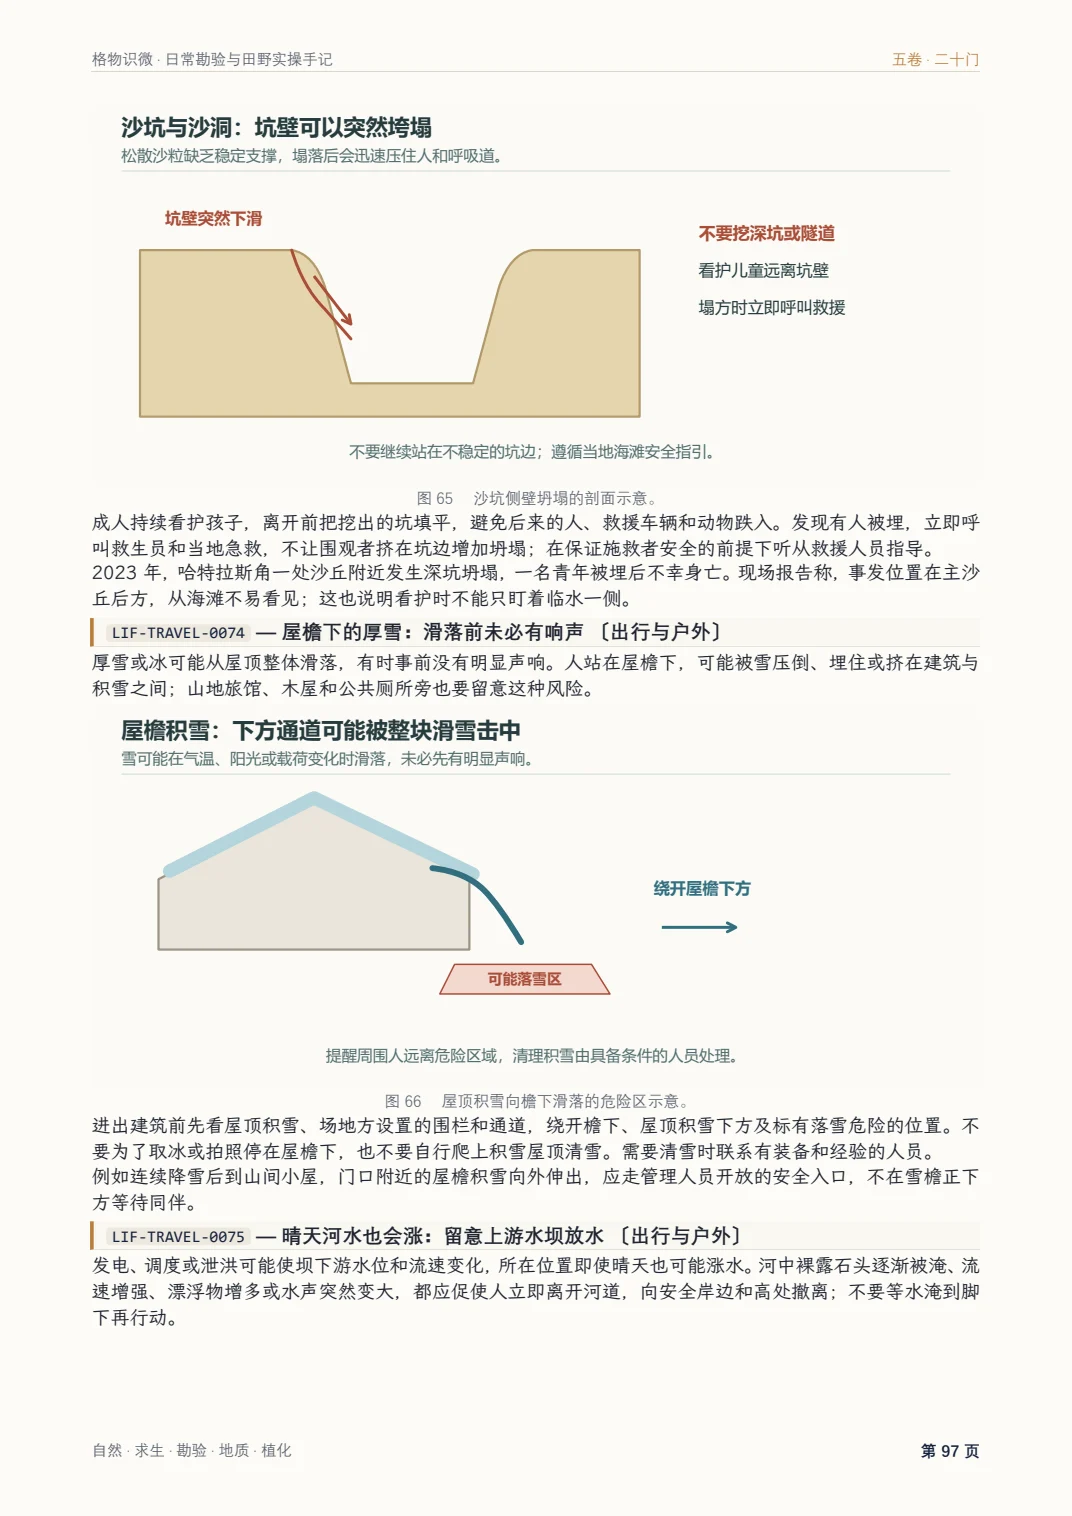 格物识微 · 日常勘验与田野实操手记
五卷 · 二十门
沙坑与沙洞：坑壁可以突然垮塌
松散沙粒缺乏稳定支撑，塌落后会迅速压住人和呼吸道。
坑壁突然下滑
不要挖深坑或隧道
看护儿童远离坑壁
塌方时立即呼叫救援
不要继续站在不稳定的坑边；遵循当地海滩安全指引。
图 65 沙坑侧壁坍塌的剖面示意。
成人持续看护孩子，离开前把挖出的坑填平，避免后来的人、救援车辆和动物跌入。发现有人被埋，立即呼
叫救生员和当地急救，不让围观者挤在坑边增加坍塌；在保证施救者安全的前提下听从救援人员指导。
2023 年，哈特拉斯角一处沙丘附近发生深坑坍塌，一名青年被埋后不幸身亡。现场报告称，事发位置在主沙
丘后方，从海滩不易看见；这也说明看护时不能只盯着临水一侧。
LIF-TRAVEL-0074 — 屋檐下的厚雪：滑落前未必有响声 〔出行与户外〕
厚雪或冰可能从屋顶整体滑落，有时事前没有明显声响。人站在屋檐下，可能被雪压倒、埋住或挤在建筑与
积雪之间；山地旅馆、木屋和公共厕所旁也要留意这种风险。
屋檐积雪：下方通道可能被整块滑雪击中
雪可能在气温、阳光或载荷变化时滑落，未必先有明显声响。
绕开屋檐下方
可能落雪区
提醒周围人远离危险区域，清理积雪由具备条件的人员处理。
图 66 屋顶积雪向檐下滑落的危险区示意。
进出建筑前先看屋顶积雪、场地方设置的围栏和通道，绕开檐下、屋顶积雪下方及标有落雪危险的位置。不
要为了取冰或拍照停在屋檐下，也不要自行爬上积雪屋顶清雪。需要清雪时联系有装备和经验的人员。
例如连续降雪后到山间小屋，门口附近的屋檐积雪向外伸出，应走管理人员开放的安全入口，不在雪檐正下
方等待同伴。
LIF-TRAVEL-0075 — 晴天河水也会涨：留意上游水坝放水 〔出行与户外〕
发电、调度或泄洪可能使坝下游水位和流速变化，所在位置即使晴天也可能涨水。河中裸露石头逐渐被淹、流
速增强、漂浮物增多或水声突然变大，都应促使人立即离开河道，向安全岸边和高处撤离；不要等水淹到脚
下再行动。
自然 · 求生 · 勘验 · 地质 · 植化
第 97 页